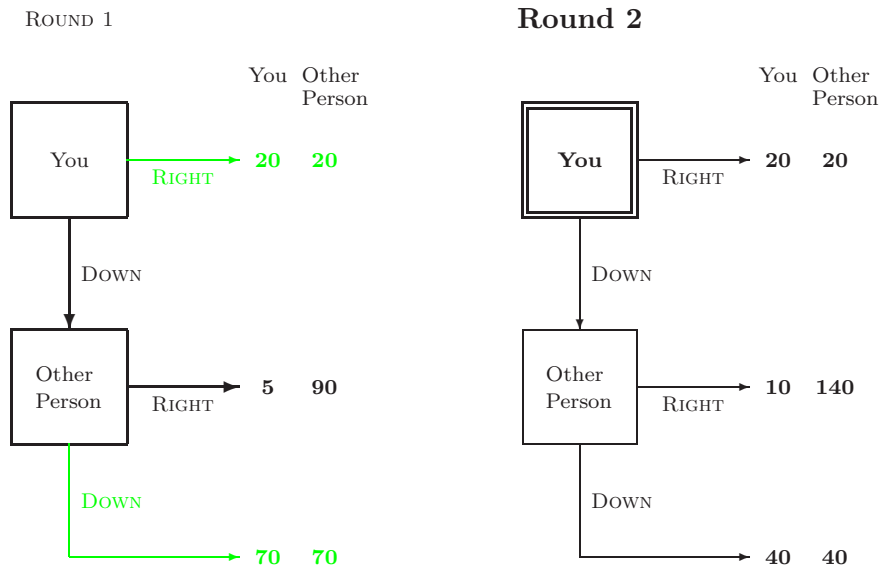 ROUND 1
You Other
Person
You
20 20
RIGHT
DOWN
Other
Person
5 90
RIGHT
DOWN
70 70
Round 2
You Other
Person
You
20 20
RIGHT
DOWN
Other
Person
10 140
RIGHT
DOWN
40 40